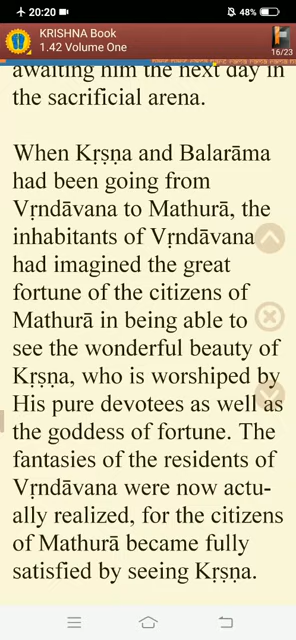 20:20
48%
KRISHNA Book
1.42 Volume One
16/23
awaiting him the next day in
the sacrificial arena.
When Kṛṣṇa and Balarāma
had been going from
Vṛndāvana to Mathurā, the
inhabitants of Vṛndāvana
had imagined the great
fortune of the citizens of
Mathurā in being able to
see the wonderful beauty of
Kṛṣṇa, who is worshiped by
His pure devotees as well as
the goddess of fortune. The
fantasies of the residents of
Vṛndāvana were now actu-
ally realized, for the citizens
of Mathurā became fully
satisfied by seeing Kṛṣṇa.